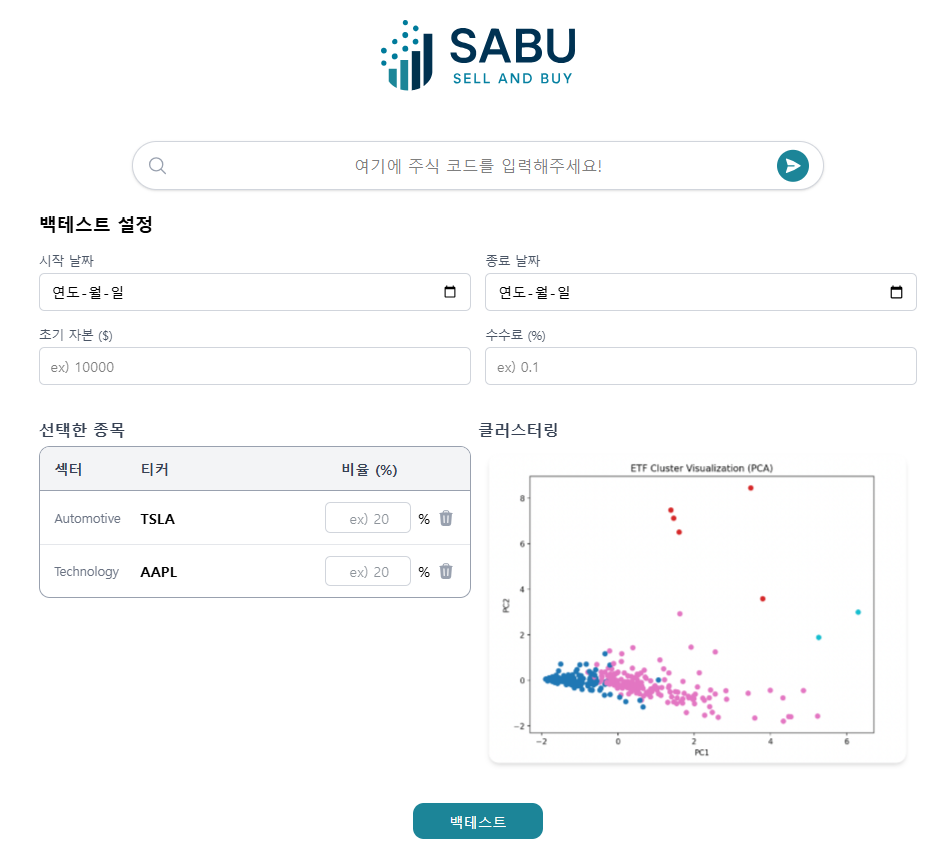 SABU
SELL AND BUY
여기에 주식 코드를 입력해주세요!
백테스트 설정
시작 날짜
종료 날짜
연도-월-일
연도-월-일
초기 자본 ($)
수수료 (%)
ex) 10000
ex) 0.1
선택한 종목
클러스터링
섹터 티커 비율 (%)
Automotive TSLA ex) 20 %
Technology AAPL ex) 20 %
ETF Cluster Visualization (PCA)
8
6
4
2
0
−2
PC2
−2 0 2 4 6
PC1
백테스트